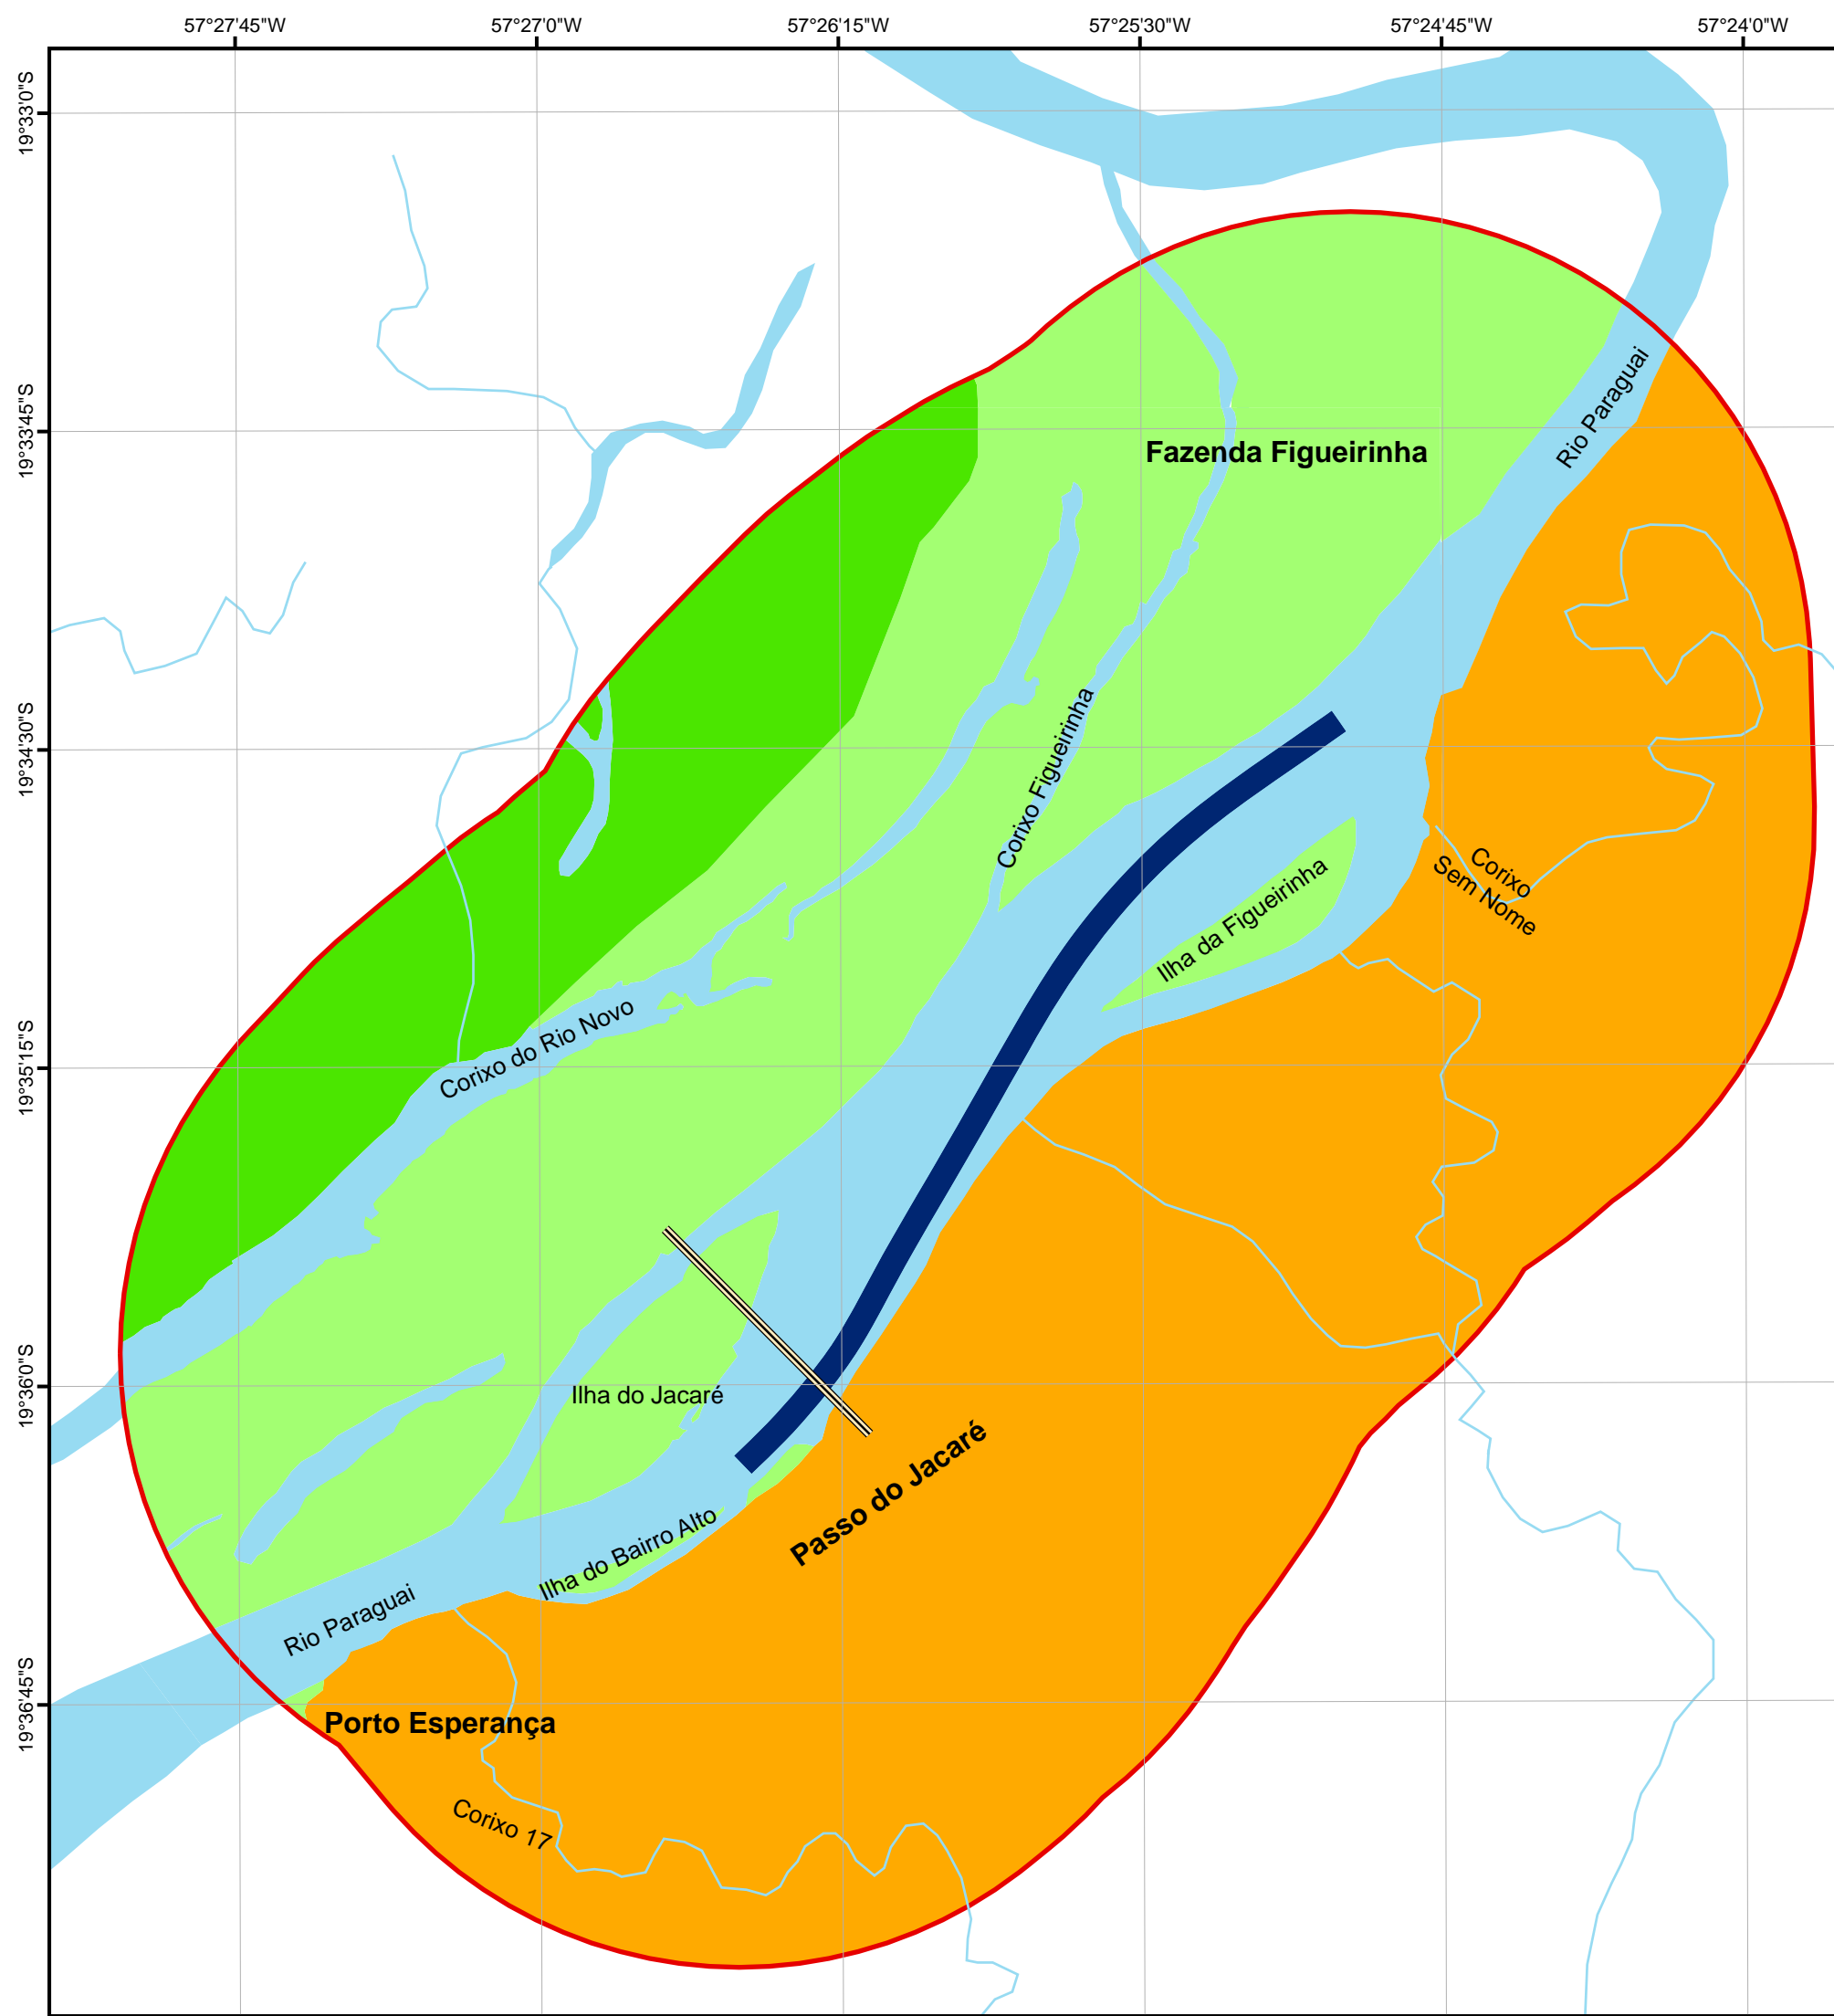 57°27'45"W
57°27'0"W
57°26'15"W
57°25'30"W
57°24'45"W
57°24'0"W
19°33'0"S
19°33'45"S
19°34'30"S
19°35'15"S
19°36'0"S
19°36'45"S
Rio Paraguai
Fazenda Figueirinha
Corixo Figueirinha
Corixo
Sem Nome
Ilha da Figueirinha
Corixo do Rio Novo
Ilha do Jacaré
Passo do Jacaré
Ilha do Bairro Alto
Rio Paraguai
Porto Esperança
Corixo 17